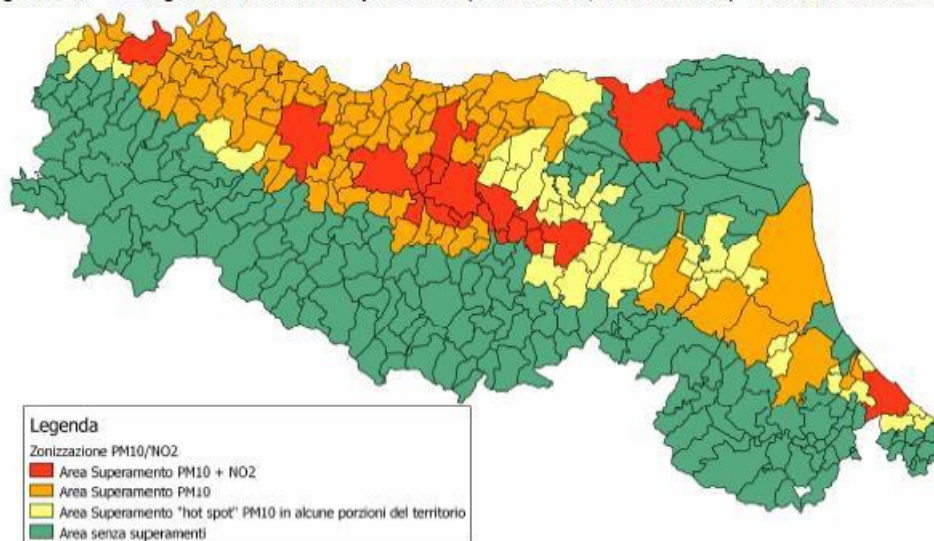 Legenda
Zonizzazione PM10/NO2
Area Superamento PM10 + NO2
Area Superamento PM10
Area Superamento "hot spot" PM10 in alcune porzioni del territorio
Area senza superamenti